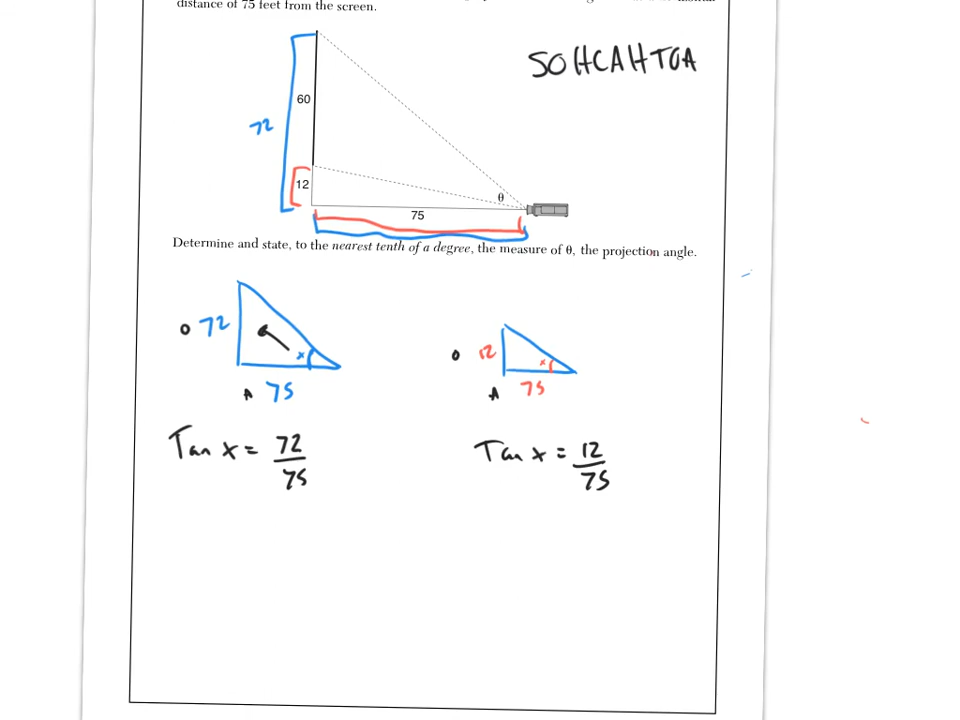 distance of 75 feet from the screen.
SOHCAHTOA
60
72
12
θ
75
Determine and state, to the nearest tenth of a degree, the measure of θ, the projection angle.
O 72
x
A 75
O 12
x
A 75
Tan x = 72/75
Tan x = 12/75